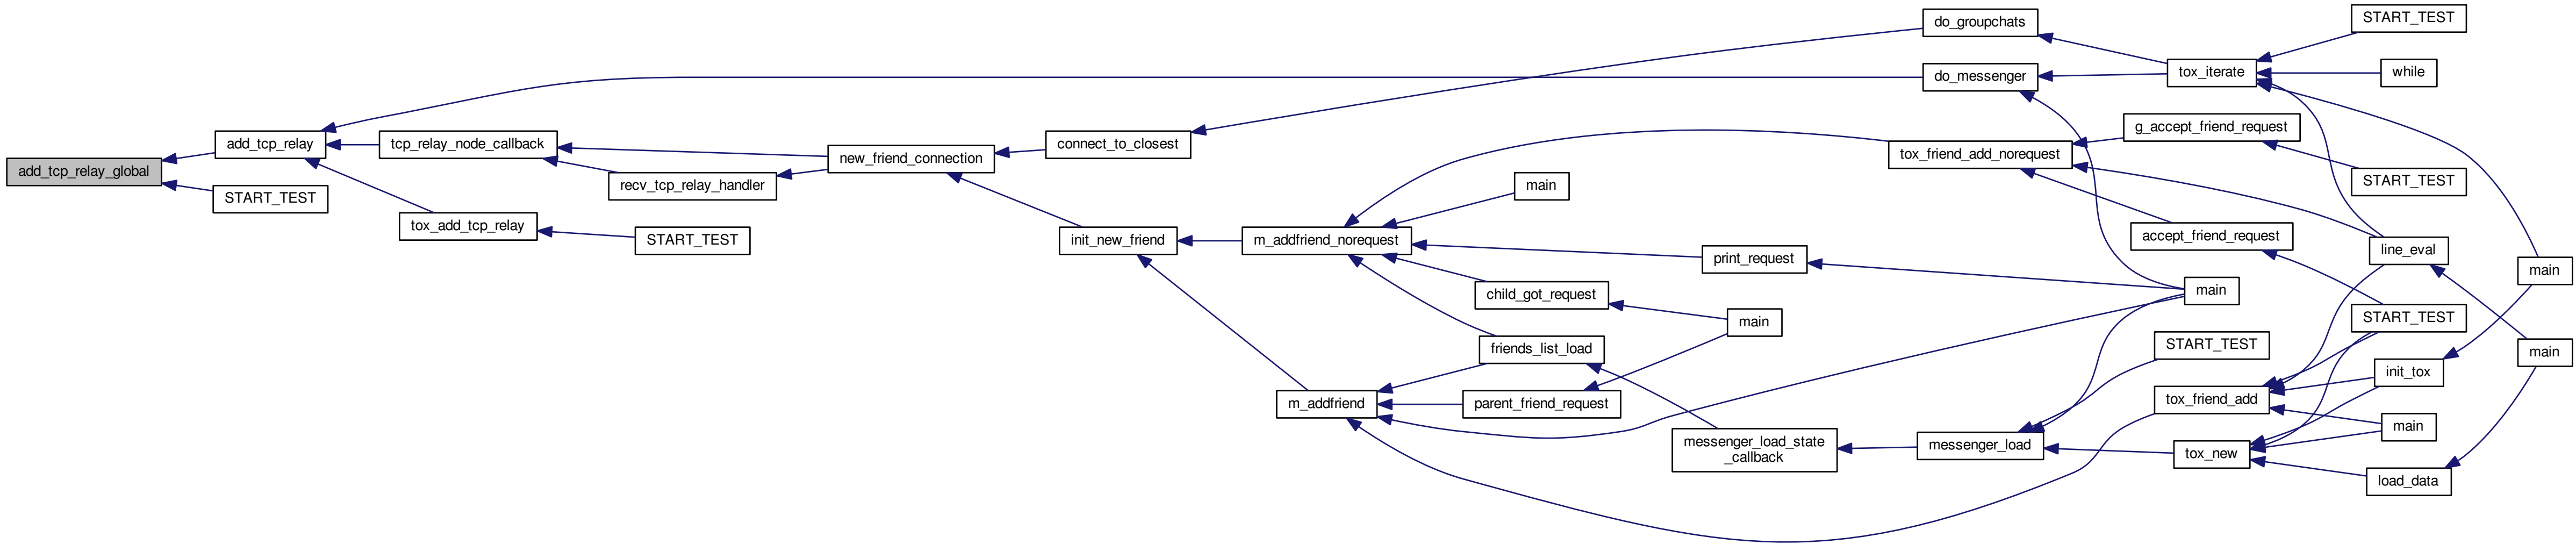 add_tcp_relay_global
add_tcp_relay
START_TEST
tcp_relay_node_callback
tox_add_tcp_relay
recv_tcp_relay_handler
START_TEST
new_friend_connection
connect_to_closest
init_new_friend
m_addfriend_norequest
m_addfriend
main
child_got_request
friends_list_load
parent_friend_request
print_request
main
messenger_load_state
_callback
do_groupchats
do_messenger
tox_friend_add_norequest
messenger_load
tox_iterate
g_accept_friend_request
accept_friend_request
main
START_TEST
tox_friend_add
tox_new
START_TEST
while
START_TEST
line_eval
START_TEST
init_tox
main
load_data
main
main